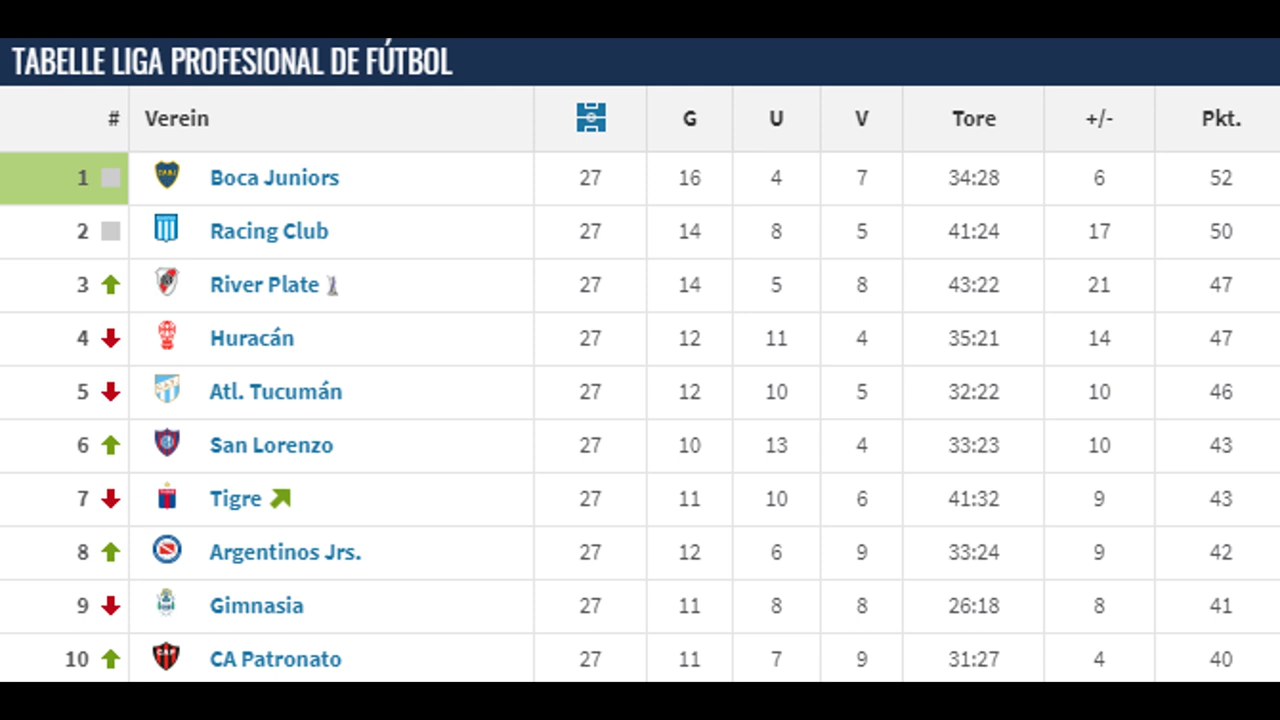 TABELLE LIGA PROFESIONAL DE FÚTBOL
# Verein G U V Tore +/- Pkt.
1 Boca Juniors 27 16 4 7 34:28 6 52
2 Racing Club 27 14 8 5 41:24 17 50
3 River Plate 27 14 5 8 43:22 21 47
4 Huracán 27 12 11 4 35:21 14 47
5 Atl. Tucumán 27 12 10 5 32:22 10 46
6 San Lorenzo 27 10 13 4 33:23 10 43
7 Tigre 27 11 10 6 41:32 9 43
8 Argentinos Jrs. 27 12 6 9 33:24 9 42
9 Gimnasia 27 11 8 8 26:18 8 41
10 CA Patronato 27 11 7 9 31:27 4 40